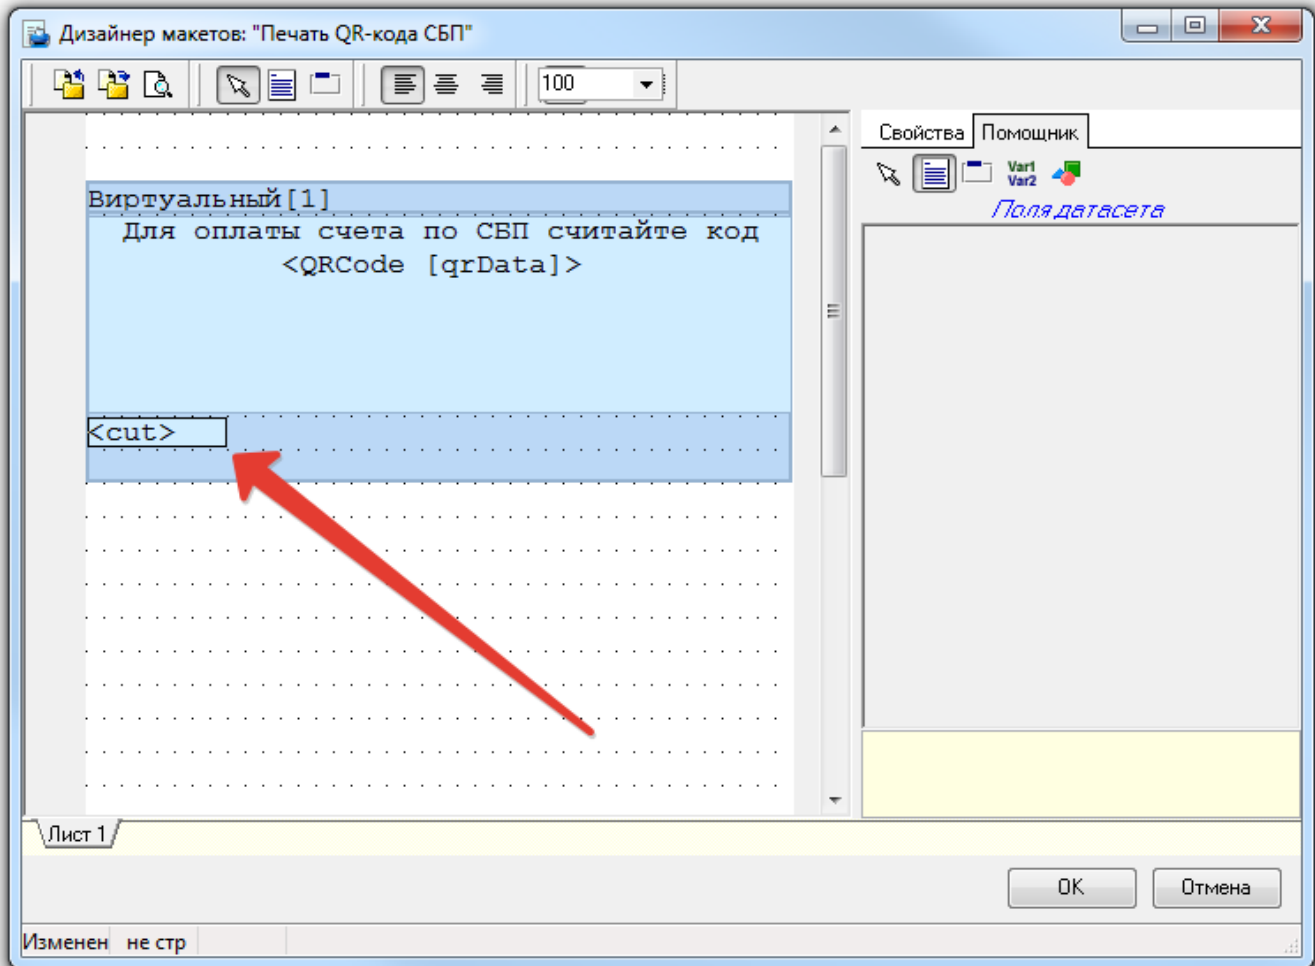 Дизайнер макетов: "Печать QR-кода СБП"
100
Свойства Помощник
Var1
Var2
Поля датасета
Виртуальный[1]
Для оплаты счета по СБП считайте код
<QRCode [qrData]>
<cut>
Лист 1
OK Отмена
Изменен не стр